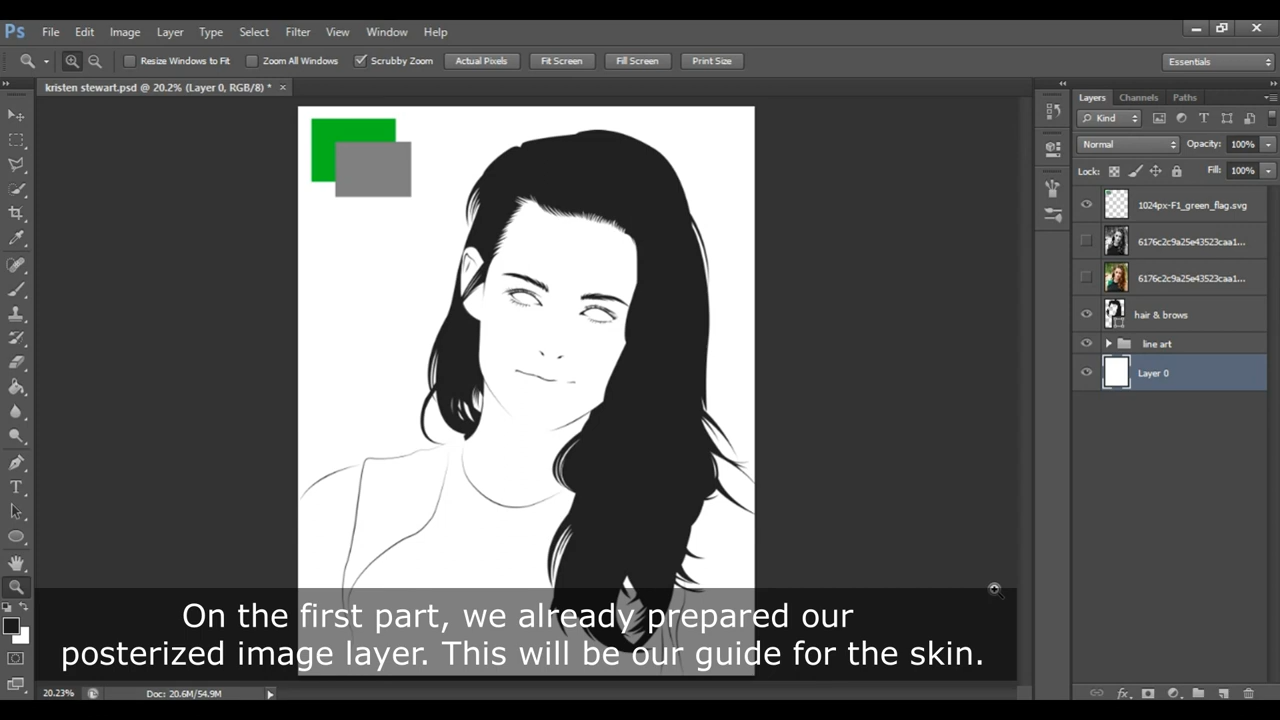 Ps File Edit Image Layer Type Select Filter View Window Help
Resize Windows to Fit Zoom All Windows Scrubby Zoom Actual Pixels Fit Screen Fill Screen Print Size Essentials
kristen stewart.psd @ 20.2% (Layer 0, RGB/8) * ×
Layers Channels Paths
Kind
Normal Opacity: 100%
Lock: Fill: 100%
1024px-F1_green_flag.svg
6176c2c9a25e43523caa1...
6176c2c9a25e43523caa1...
hair & brows
line art
Layer 0
On the first part, we already prepared our
posterized image layer. This will be our guide for the skin.
20.23% Doc: 20.6M/54.9M